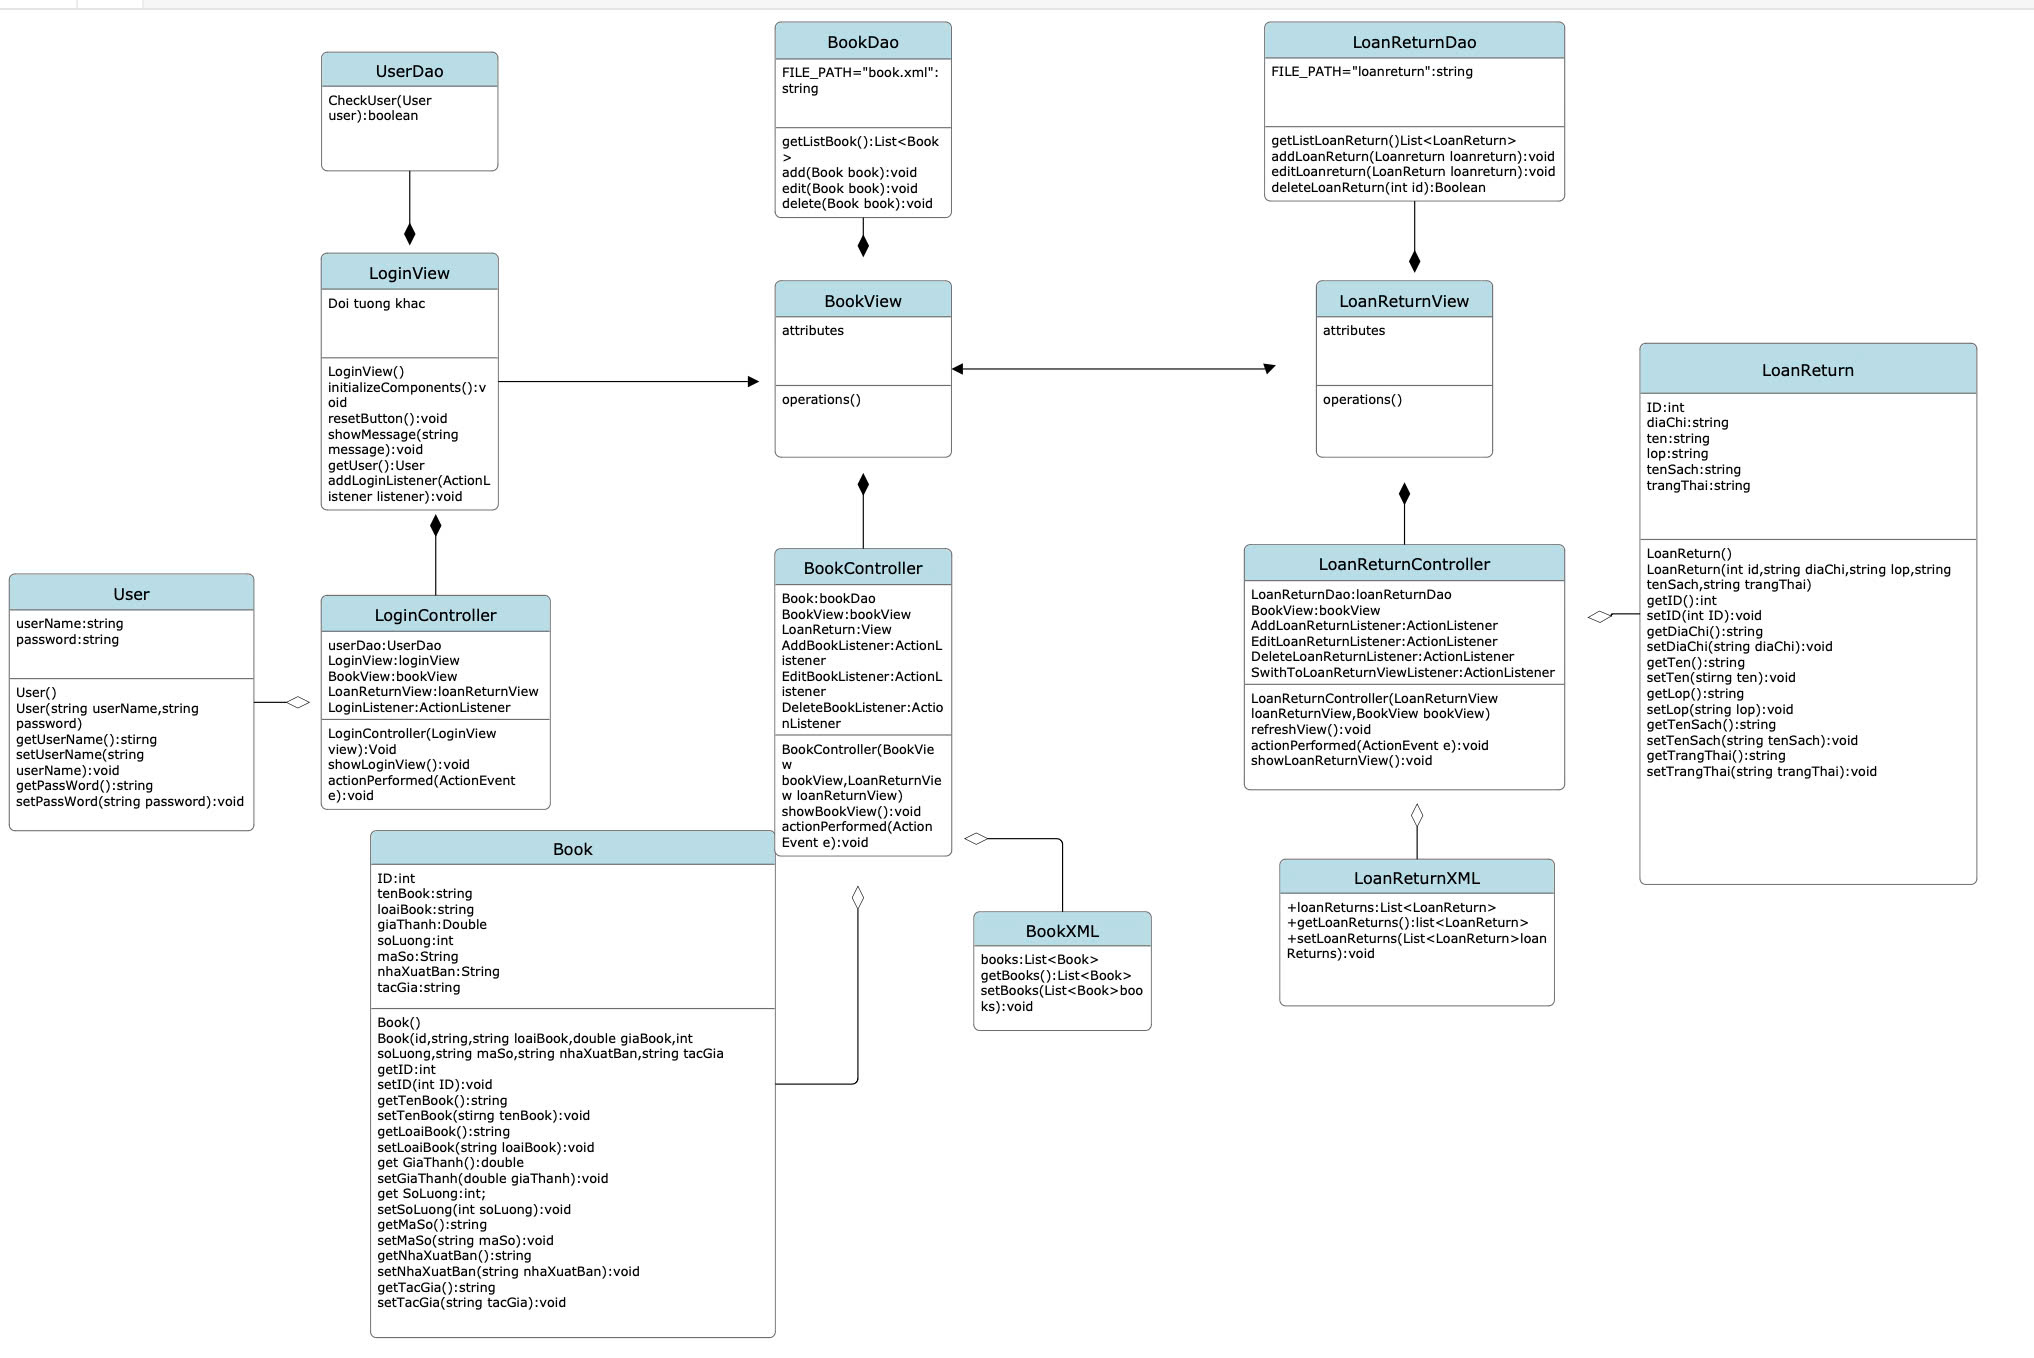 UserDao
CheckUser(User
user):boolean
BookDao
FILE_PATH="book.xml":
string
getListBook():List<Book
>
add(Book book):void
edit(Book book):void
delete(Book book):void
LoanReturnDao
FILE_PATH="loanreturn":string
getListLoanReturn()List<LoanReturn>
addLoanReturn(Loanreturn loanreturn):void
editLoanreturn(LoanReturn loanreturn):void
deleteLoanReturn(int id):Boolean
LoginView
Doi tuong khac
LoginView()
initializeComponents():v
oid
resetButton():void
showMessage(string
message):void
getUser():User
addLoginListener(ActionL
istener listener):void
BookView
attributes
operations()
LoanReturnView
attributes
operations()
LoanReturn
ID:int
diaChi:string
ten:string
lop:string
tenSach:string
trangThai:string
LoanReturn()
LoanReturn(int id,string diaChi,string lop,string
tenSach,string trangThai)
getID():int
setID(int ID):void
getDiaChi():string
setDiaChi(string diaChi):void
getTen():string
setTen(stirng ten):void
getLop():string
setLop(string lop):void
getTenSach():string
setTenSach(string tenSach):void
getTrangThai():string
setTrangThai(string trangThai):void
User
userName:string
password:string
User()
User(string userName,string
password)
getUserName():stirng
setUserName(string
userName):void
getPassWord():string
setPassWord(string password):void
LoginController
userDao:UserDao
LoginView:loginView
BookView:bookView
LoanReturnView:loanReturnView
LoginListener:ActionListener
LoginController(LoginView
view):Void
showLoginView():void
actionPerformed(ActionEvent
e):void
BookController
Book:bookDao
BookView:bookView
LoanReturn:View
AddBookListener:ActionL
istener
EditBookListener:ActionL
istener
DeleteBookListener:Actio
nListener
BookController(BookVie
w
bookView,LoanReturnVie
w loanReturnView)
showBookView():void
actionPerformed(Action
Event e):void
LoanReturnController
LoanReturnDao:loanReturnDao
BookView:bookView
AddLoanReturnListener:ActionListener
EditLoanReturnListener:ActionListener
DeleteLoanReturnListener:ActionListener
SwithToLoanReturnViewListener:ActionListener
LoanReturnController(LoanReturnView
loanReturnView,BookView bookView)
refreshView():void
actionPerformed(ActionEvent e):void
showLoanReturnView():void
Book
ID:int
tenBook:string
loaiBook:string
giaThanh:Double
soLuong:int
maSo:String
nhaXuatBan:String
tacGia:string
Book()
Book(id,string,string loaiBook,double giaBook,int
soLuong,string maSo,string nhaXuatBan,string tacGia
getID:int
setID(int ID):void
getTenBook():string
setTenBook(stirng tenBook):void
getLoaiBook():string
setLoaiBook(string loaiBook):void
get GiaThanh():double
setGiaThanh(double giaThanh):void
get SoLuong:int;
setSoLuong(int soLuong):void
getMaSo():string
setMaSo(string maSo):void
getNhaXuatBan():string
setNhaXuatBan(string nhaXuatBan):void
getTacGia():string
setTacGia(string tacGia):void
BookXML
books:List<Book>
getBooks():List<Book>
setBooks(List<Book>boo
ks):void
LoanReturnXML
+loanReturns:List<LoanReturn>
+getLoanReturns():list<LoanReturn>
+setLoanReturns(List<LoanReturn>loan
Returns):void